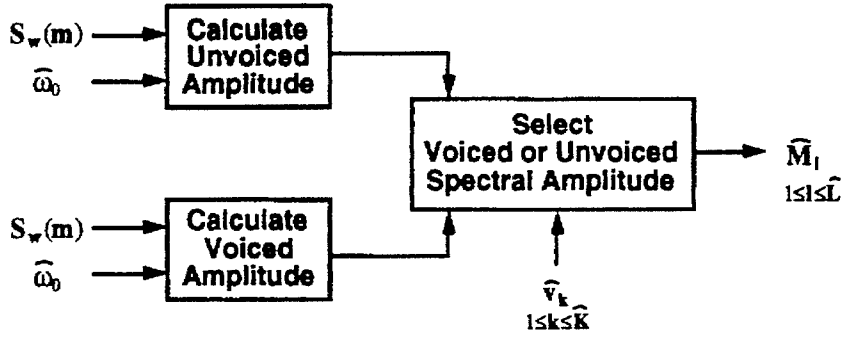 S_w(m)
ω̂₀
Calculate
Unvoiced
Amplitude
Select
Voiced or Unvoiced
Spectral Amplitude
M̂_l
1≤l≤L̂
S_w(m)
ω̂₀
Calculate
Voiced
Amplitude
v̂_k
1≤k≤K̂